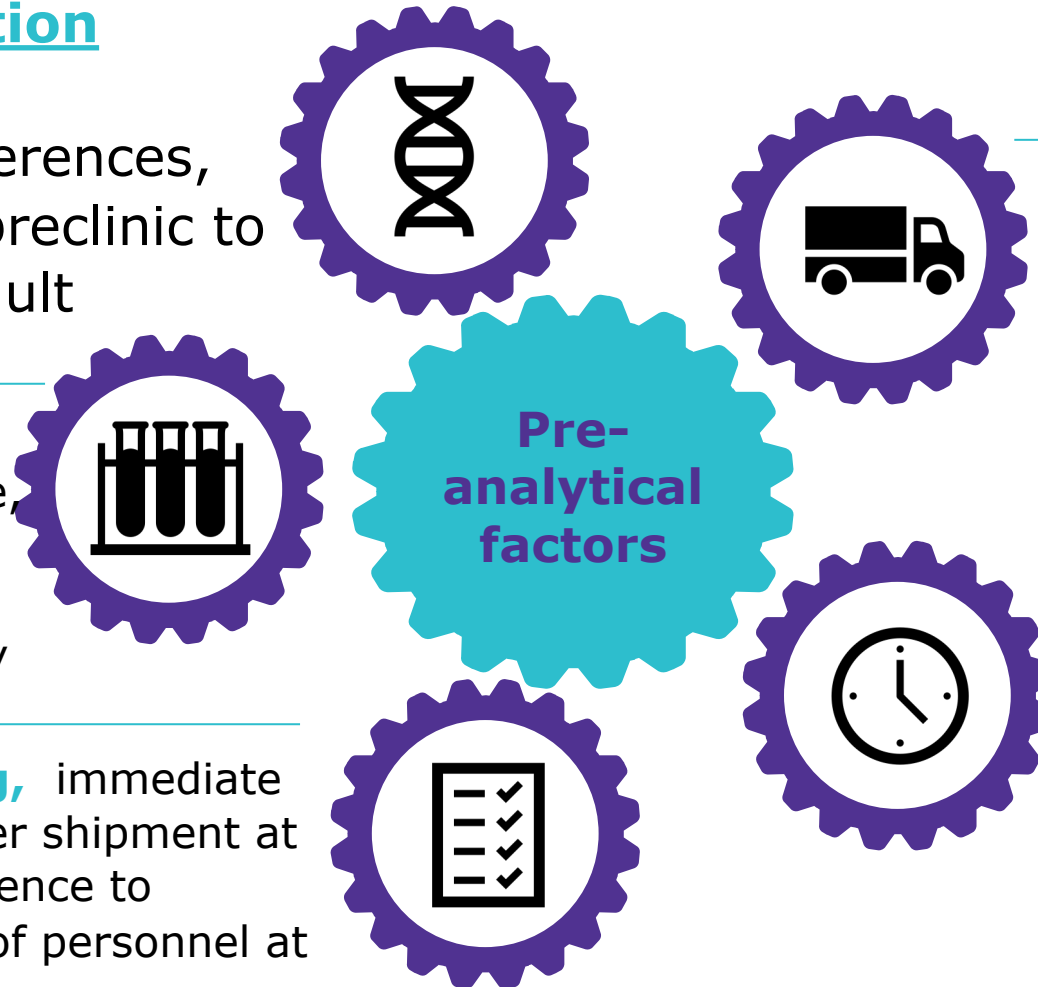 tion
erences,
preclinic to
ult
e,
y
g, immediate
er shipment at
ence to
of personnel at
Pre-
analytical
factors